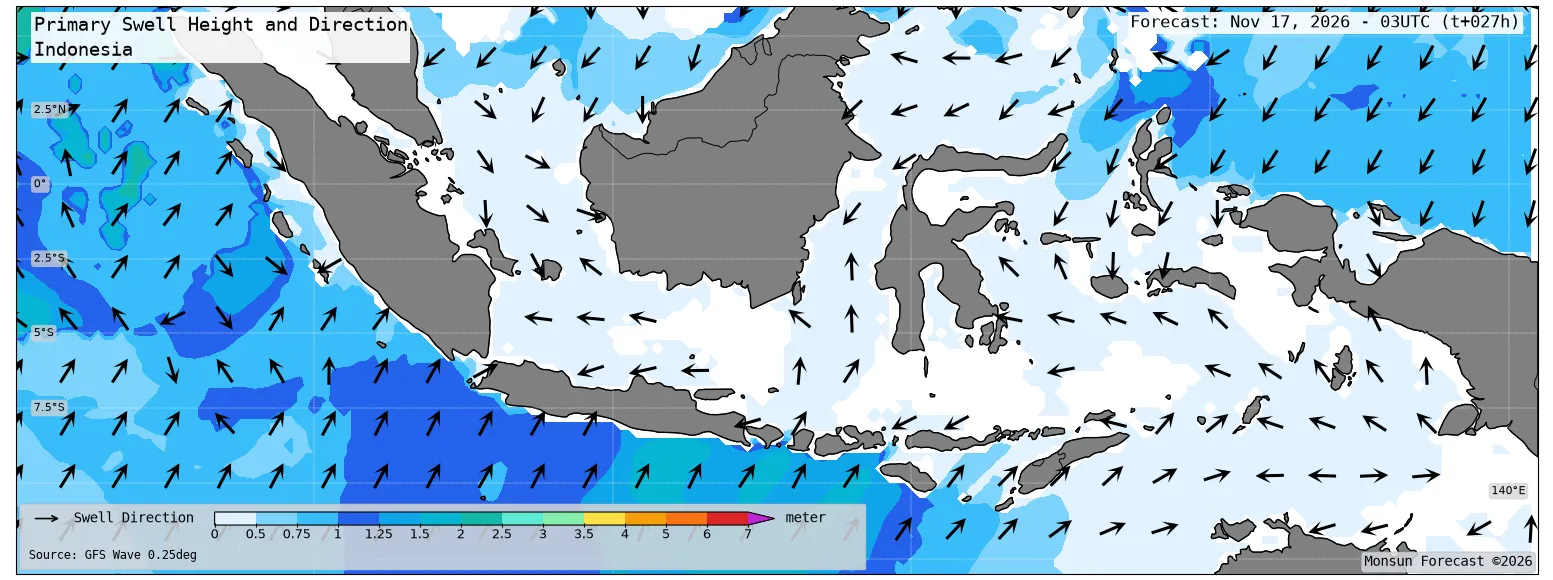 Primary Swell Height and Direction
Indonesia
Forecast: Nov 17, 2026 - 03UTC (t+027h)
2.5°N
0°
2.5°S
5°S
7.5°S
140°E
Swell Direction
0 0.5 0.75 1 1.25 1.5 2 2.5 3 3.5 4 5 6 7 meter
Source: GFS Wave 0.25deg
Monsun Forecast ©2026